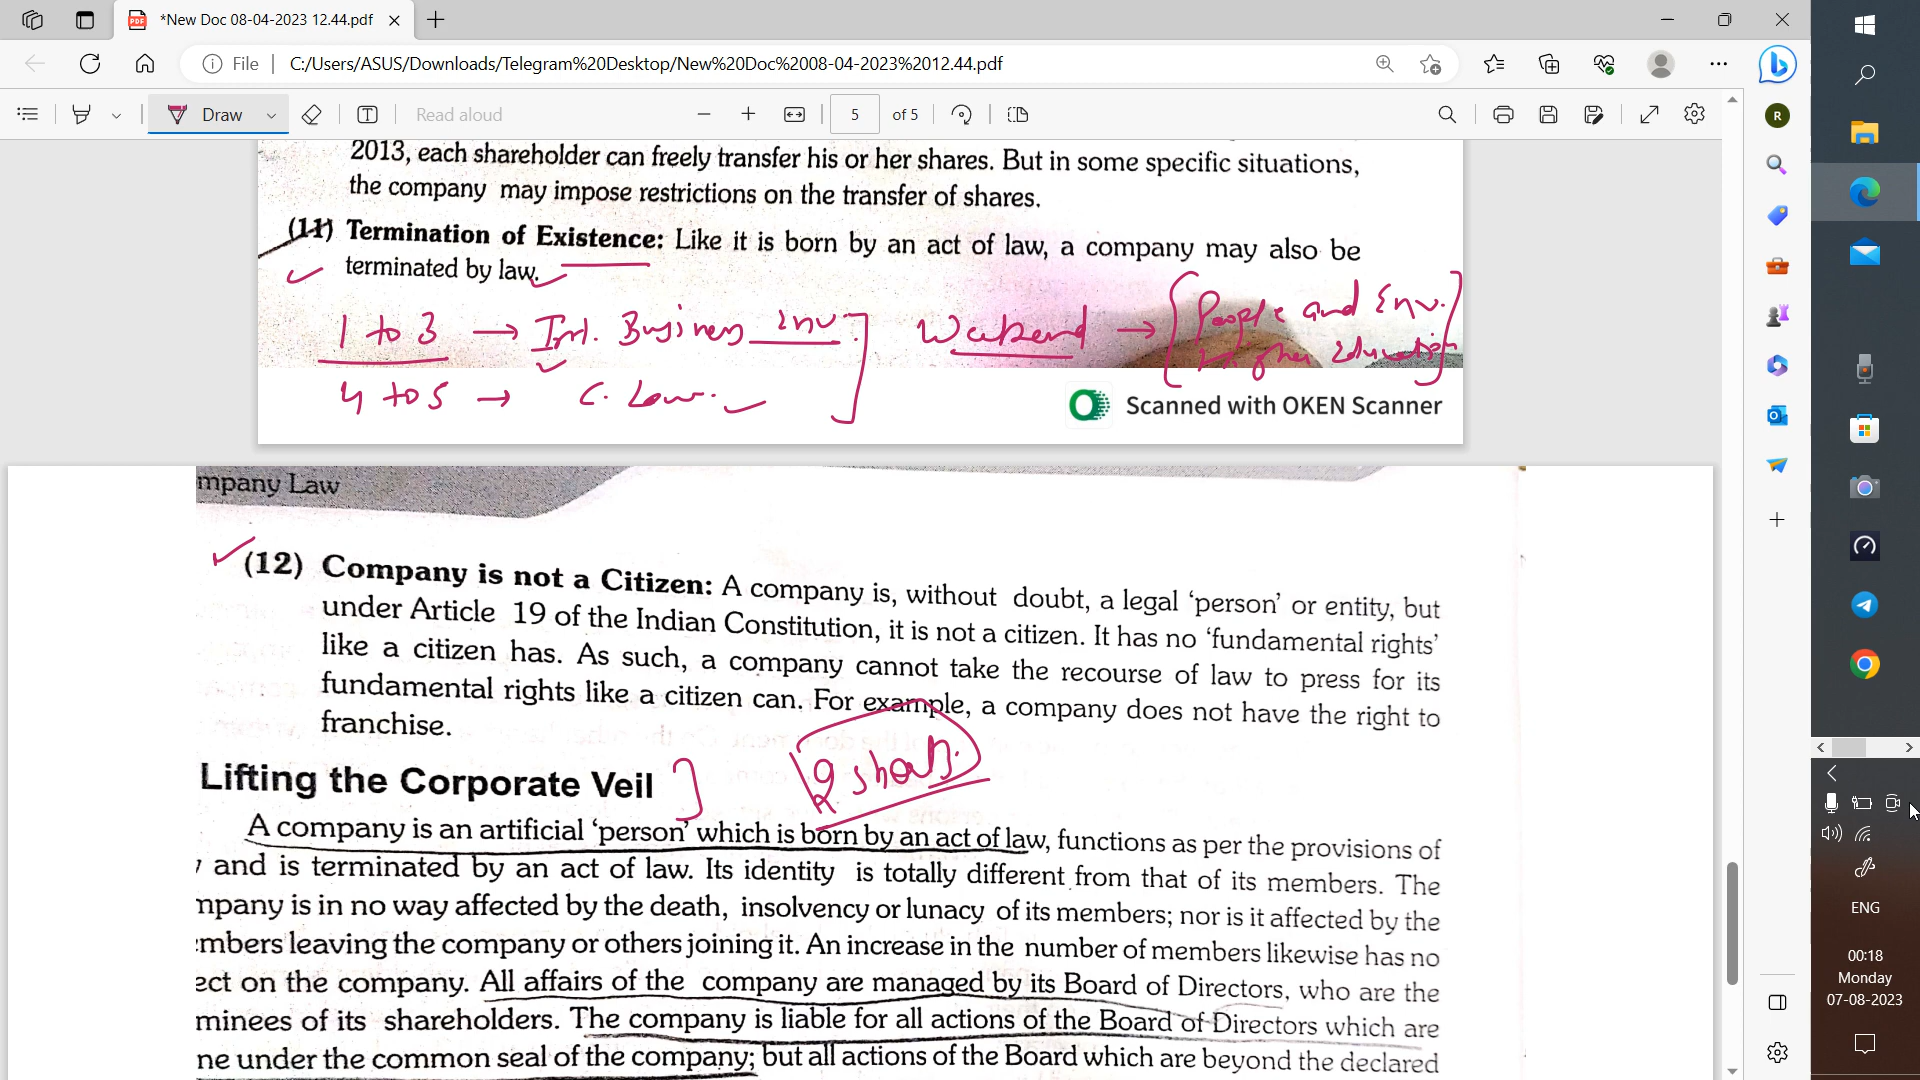 *New Doc 08-04-2023 12.44.pdf
File
C:/Users/ASUS/Downloads/Telegram%20Desktop/New%20Doc%2008-04-2023%2012.44.pdf
Draw
Read aloud
5
of 5
2013, each shareholder can freely transfer his or her shares. But in some specific situations,
the company may impose restrictions on the transfer of shares.
(11) Termination of Existence: Like it is born by an act of law, a company may also be
terminated by law.
1 to 3 → Int. Business Env. Weekend → People and Env.
Higher Education
4 to 5 → C. Law.
Scanned with OKEN Scanner
mpany Law
(12) Company is not a Citizen: A company is, without doubt, a legal ‘person’ or entity, but
under Article 19 of the Indian Constitution, it is not a citizen. It has no ‘fundamental rights’
like a citizen has. As such, a company cannot take the recourse of law to press for its
fundamental rights like a citizen can. For example, a company does not have the right to
franchise.
Lifting the Corporate Veil
A company is an artificial ‘person’ which is born by an act of law, functions as per the provisions of
and is terminated by an act of law. Its identity is totally different from that of its members. The
mpany is in no way affected by the death, insolvency or lunacy of its members; nor is it affected by the
mbers leaving the company or others joining it. An increase in the number of members likewise has no
ect on the company. All affairs of the company are managed by its Board of Directors, who are the
minees of its shareholders. The company is liable for all actions of the Board of Directors which are
ne under the common seal of the company; but all actions of the Board which are beyond the declared
R
ENG
00:18
Monday
07-08-2023